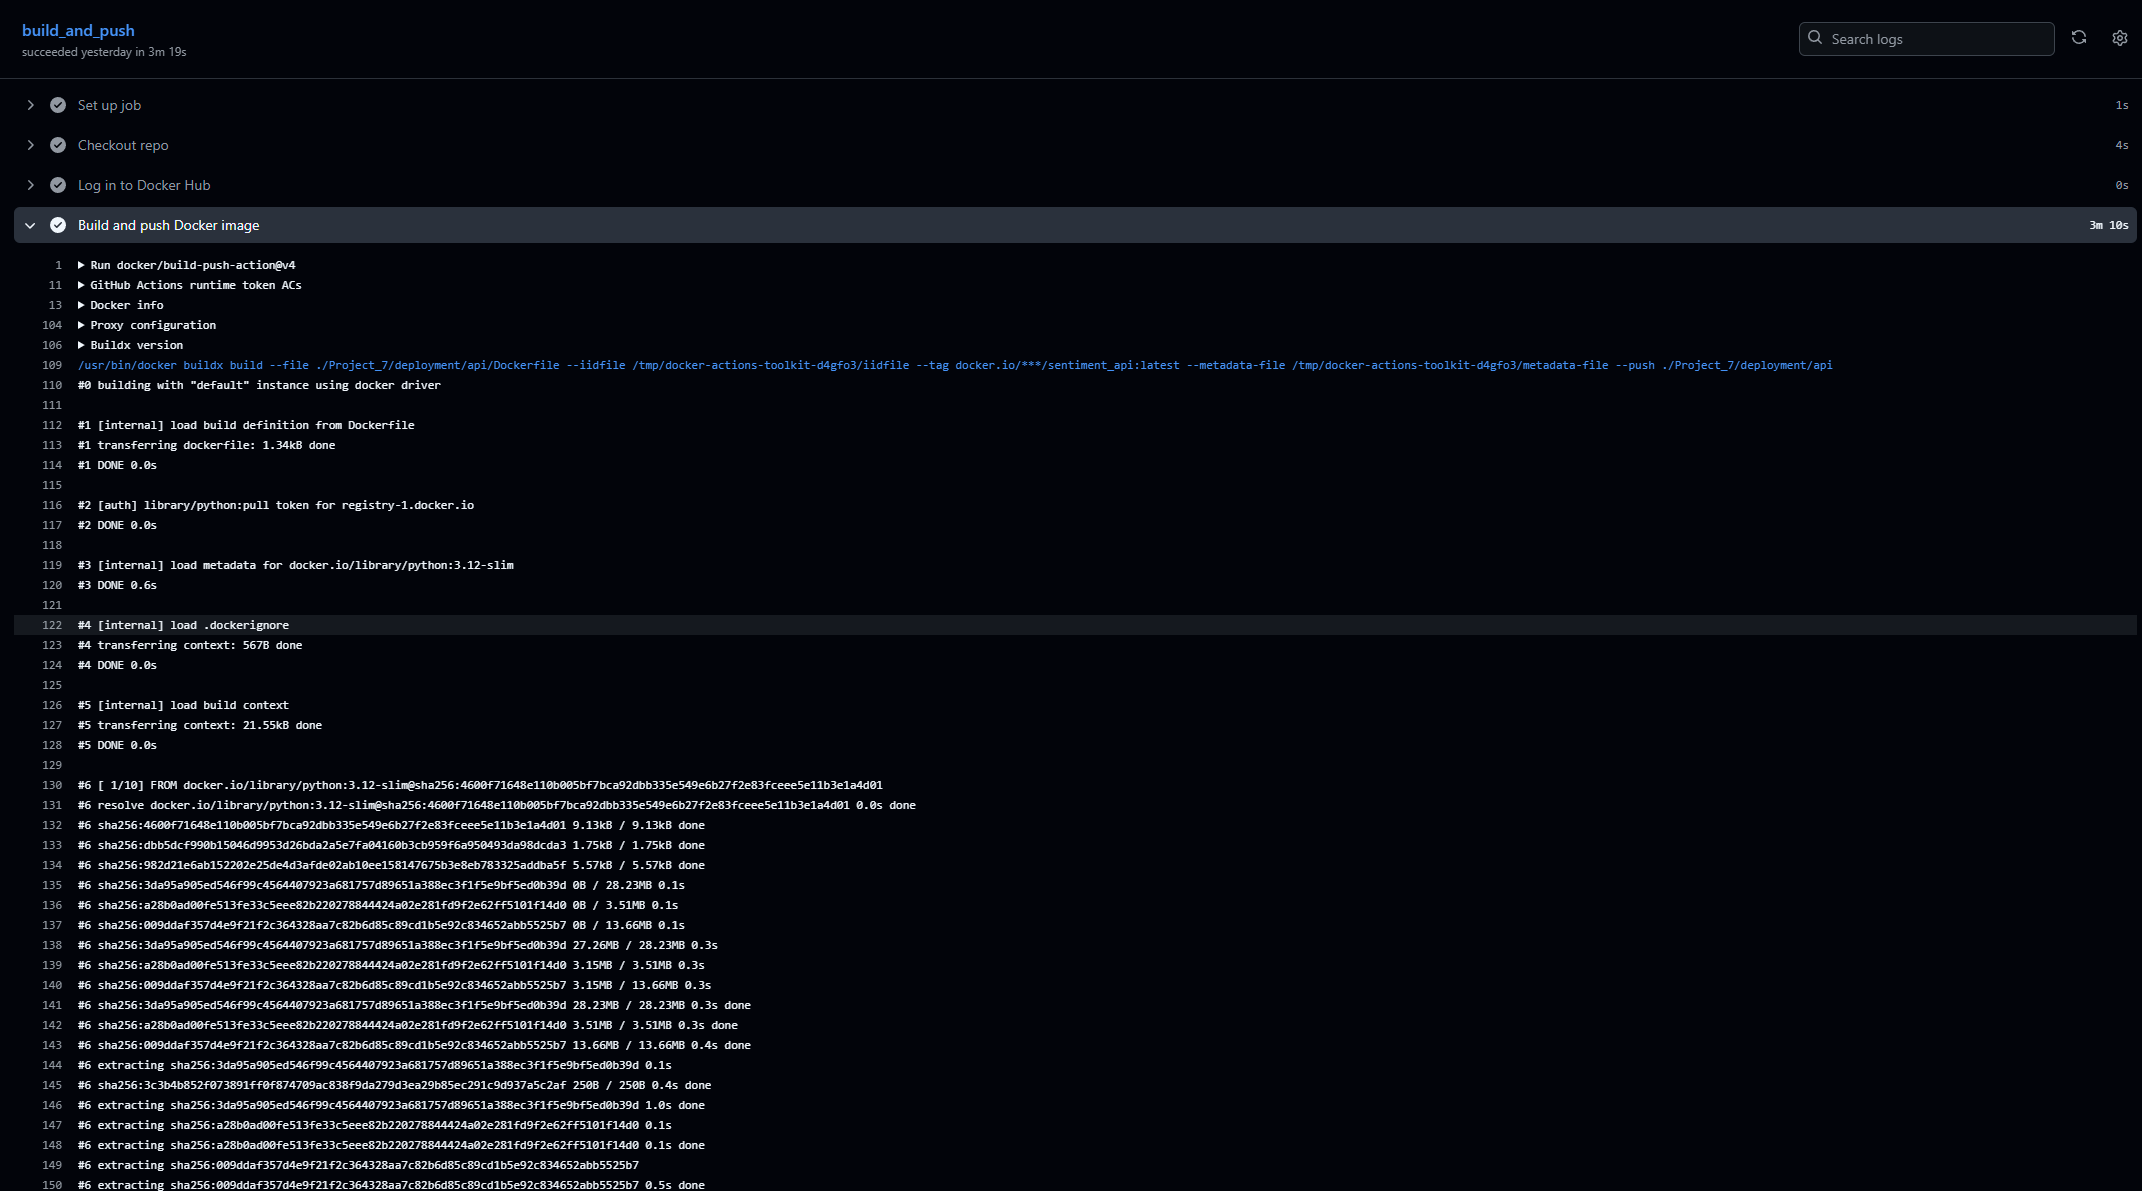 build_and_push
succeeded yesterday in 3m 19s
Search logs
Set up job 1s
Checkout repo 4s
Log in to Docker Hub 0s
Build and push Docker image 3m 10s
1 ▶ Run docker/build-push-action@v4
11 ▶ GitHub Actions runtime token ACs
13 ▶ Docker info
104 ▶ Proxy configuration
106 ▶ Buildx version
109 /usr/bin/docker buildx build --file ./Project_7/deployment/api/Dockerfile --iidfile /tmp/docker-actions-toolkit-d4gfo3/iidfile --tag docker.io/***/sentiment_api:latest --metadata-file /tmp/docker-actions-toolkit-d4gfo3/metadata-file --push ./Project_7/deployment/api
110 #0 building with "default" instance using docker driver
111
112 #1 [internal] load build definition from Dockerfile
113 #1 transferring dockerfile: 1.34kB done
114 #1 DONE 0.0s
115
116 #2 [auth] library/python:pull token for registry-1.docker.io
117 #2 DONE 0.0s
118
119 #3 [internal] load metadata for docker.io/library/python:3.12-slim
120 #3 DONE 0.6s
121
122 #4 [internal] load .dockerignore
123 #4 transferring context: 567B done
124 #4 DONE 0.0s
125
126 #5 [internal] load build context
127 #5 transferring context: 21.55kB done
128 #5 DONE 0.0s
129
130 #6 [ 1/10] FROM docker.io/library/python:3.12-slim@sha256:4600f71648e110b005bf7bca92dbb335e549e6b27f2e83fceee5e11b3e1a4d01
131 #6 resolve docker.io/library/python:3.12-slim@sha256:4600f71648e110b005bf7bca92dbb335e549e6b27f2e83fceee5e11b3e1a4d01 0.0s done
132 #6 sha256:4600f71648e110b005bf7bca92dbb335e549e6b27f2e83fceee5e11b3e1a4d01 9.13kB / 9.13kB done
133 #6 sha256:dbb5dcf990b15046d9953d26bda2a5e7fa04160b3cb959f6a950493da98dcda3 1.75kB / 1.75kB done
134 #6 sha256:982d21e6ab152202e25de4d3afde02ab10ee158147675b3e8eb783325addba5f 5.57kB / 5.57kB done
135 #6 sha256:3da95a905ed546f99c4564407923a681757d89651a388ec3f1f5e9bf5ed0b39d 0B / 28.23MB 0.1s
136 #6 sha256:a28b0ad00fe513fe33c5eee82b220278844424a02e281fd9f2e62ff5101f14d0 0B / 3.51MB 0.1s
137 #6 sha256:009ddaf357d4e9f21f2c364328aa7c82b6d85c89cd1b5e92c834652abb5525b7 0B / 13.66MB 0.1s
138 #6 sha256:3da95a905ed546f99c4564407923a681757d89651a388ec3f1f5e9bf5ed0b39d 27.26MB / 28.23MB 0.3s
139 #6 sha256:a28b0ad00fe513fe33c5eee82b220278844424a02e281fd9f2e62ff5101f14d0 3.15MB / 3.51MB 0.3s
140 #6 sha256:009ddaf357d4e9f21f2c364328aa7c82b6d85c89cd1b5e92c834652abb5525b7 3.15MB / 13.66MB 0.3s
141 #6 sha256:3da95a905ed546f99c4564407923a681757d89651a388ec3f1f5e9bf5ed0b39d 28.23MB / 28.23MB 0.3s done
142 #6 sha256:a28b0ad00fe513fe33c5eee82b220278844424a02e281fd9f2e62ff5101f14d0 3.51MB / 3.51MB 0.3s done
143 #6 sha256:009ddaf357d4e9f21f2c364328aa7c82b6d85c89cd1b5e92c834652abb5525b7 13.66MB / 13.66MB 0.4s done
144 #6 extracting sha256:3da95a905ed546f99c4564407923a681757d89651a388ec3f1f5e9bf5ed0b39d 0.1s
145 #6 sha256:3c3b4b852f073891ff0f874709ac838f9da279d3ea29b85ec291c9d937a5c2af 250B / 250B 0.4s done
146 #6 extracting sha256:3da95a905ed546f99c4564407923a681757d89651a388ec3f1f5e9bf5ed0b39d 1.0s done
147 #6 extracting sha256:a28b0ad00fe513fe33c5eee82b220278844424a02e281fd9f2e62ff5101f14d0 0.1s
148 #6 extracting sha256:a28b0ad00fe513fe33c5eee82b220278844424a02e281fd9f2e62ff5101f14d0 0.1s done
149 #6 extracting sha256:009ddaf357d4e9f21f2c364328aa7c82b6d85c89cd1b5e92c834652abb5525b7
150 #6 extracting sha256:009ddaf357d4e9f21f2c364328aa7c82b6d85c89cd1b5e92c834652abb5525b7 0.5s done